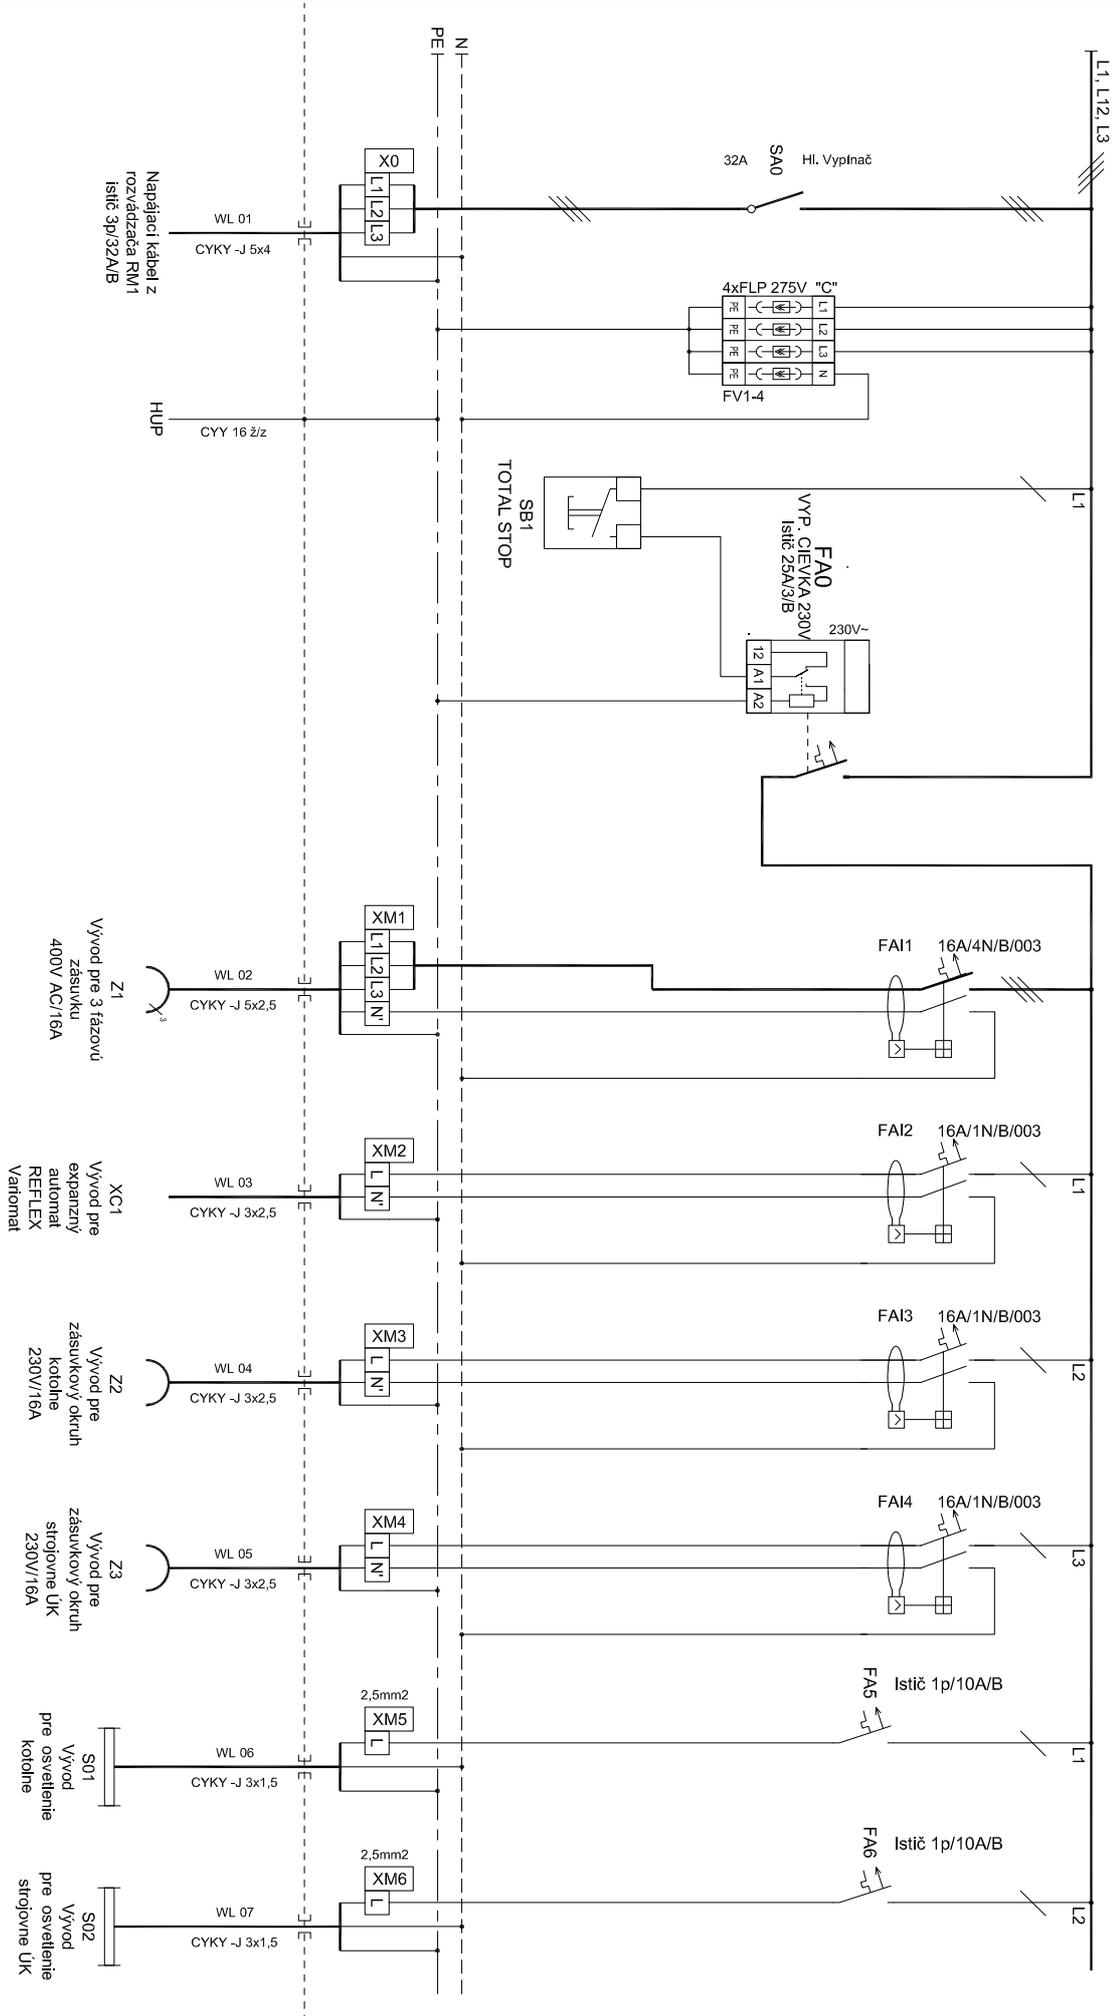 L1, L12, L3
N
PE
SA0
Hl. Vypínač
32A
X0
L1
L2
L3
WL 01
CYKY -J 5x4
Napájací kábel z
rozvádzača RM1
istič 3p/32A/B
4xFLP 275V "C"
PE
L1
PE
L2
PE
L3
PE
N
FV1-4
HUP
CYY 16 ž/z
L1
SB1
TOTAL STOP
FA0
VYP. CIEVKA 230V
Istič 25A/3/B
230V~
12
A1
A2
FAI1
16A/4N/B/003
XM1
L1
L2
L3
N'
WL 02
CYKY -J 5x2,5
3
Z1
Vývod pre 3 fázovú
zásuvku
400V AC/16A
FAI2
16A/1N/B/003
L1
XM2
L
N'
WL 03
CYKY -J 3x2,5
XC1
Vývod pre
expanzný
automat
REFLEX
Variomat
FAI3
16A/1N/B/003
L2
XM3
L
N'
WL 04
CYKY -J 3x2,5
Z2
Vývod pre
zásuvkový okruh
kotolne
230V/16A
FAI4
16A/1N/B/003
L3
XM4
L
N'
WL 05
CYKY -J 3x2,5
Z3
Vývod pre
zásuvkový okruh
strojovne ÚK
230V/16A
FA5
Istič 1p/10A/B
L1
2,5mm2
XM5
L
WL 06
CYKY -J 3x1,5
S01
Vývod
pre osvetlenie
kotolne
FA6
Istič 1p/10A/B
L2
2,5mm2
XM6
L
WL 07
CYKY -J 3x1,5
S02
Vývod
pre osvetlenie
strojovne ÚK